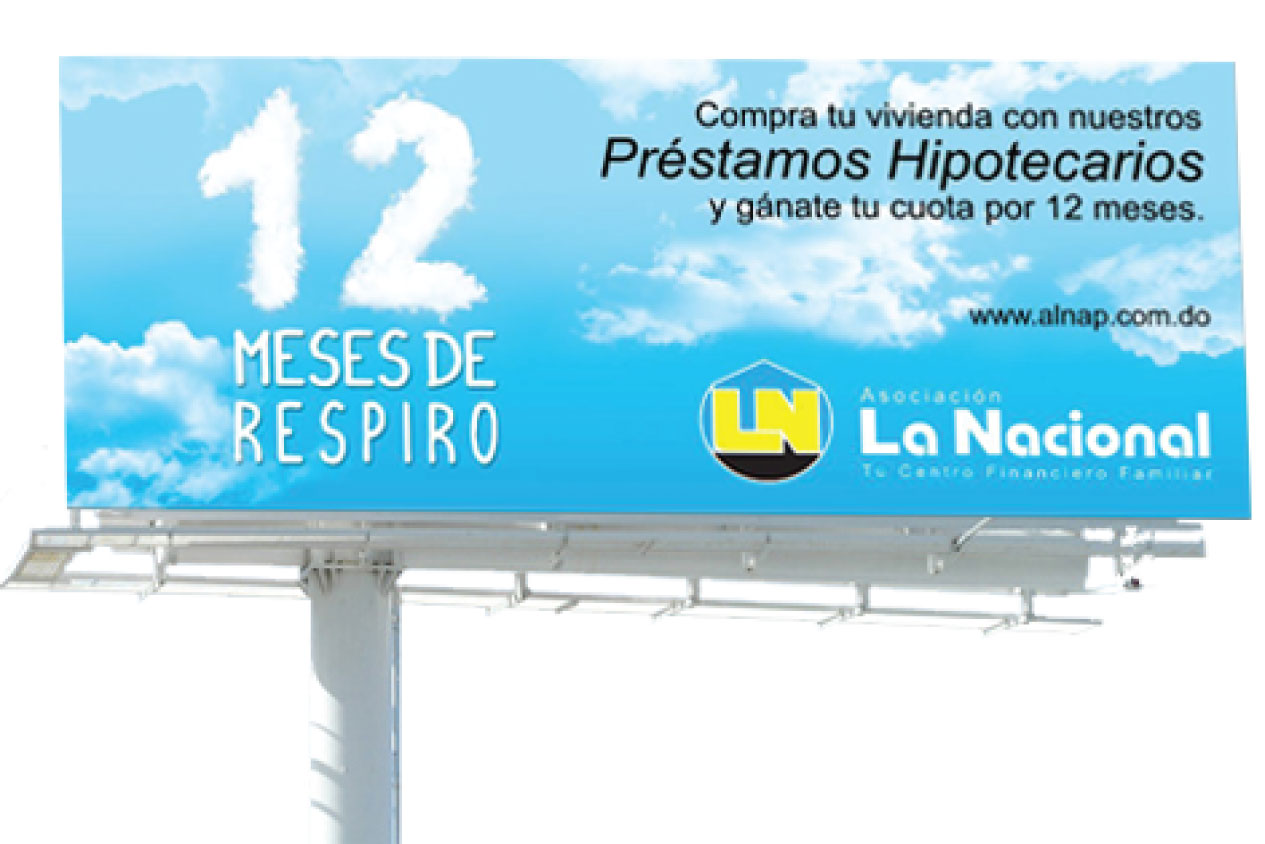 12
MESES DE
RESPIRO
Compra tu vivienda con nuestros
Préstamos Hipotecarios
y gánate tu cuota por 12 meses.
www.alnap.com.do
LN
Asociación
La Nacional
Tu Centro Financiero Familiar